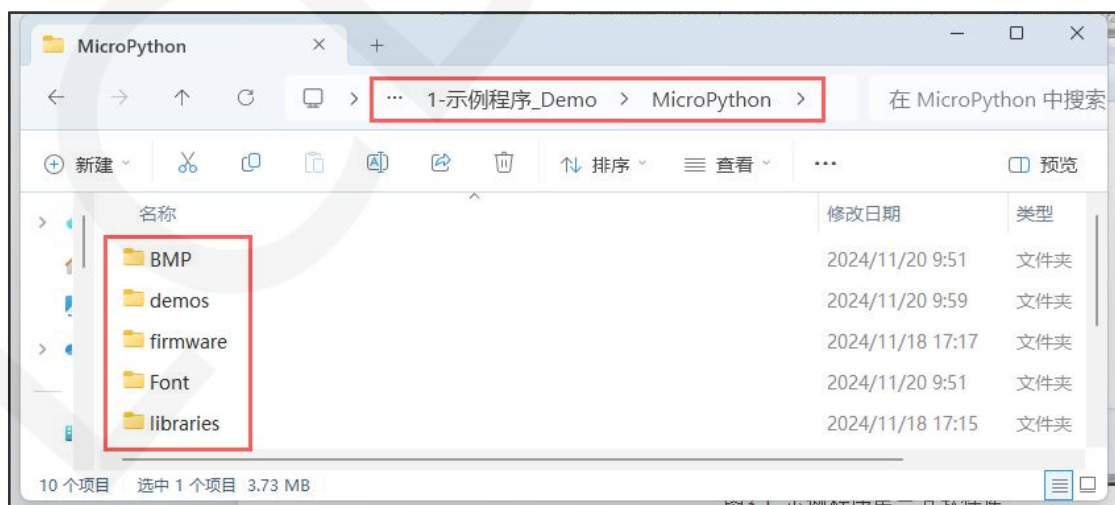 MicroPython
… 1-示例程序_Demo > MicroPython > 在 MicroPython 中搜索
新建 排序 查看 … 预览
名称 修改日期 类型
BMP 2024/11/20 9:51 文件夹
demos 2024/11/20 9:59 文件夹
firmware 2024/11/18 17:17 文件夹
Font 2024/11/20 9:51 文件夹
libraries 2024/11/18 17:15 文件夹
10 个项目 选中 1 个项目 3.73 MB